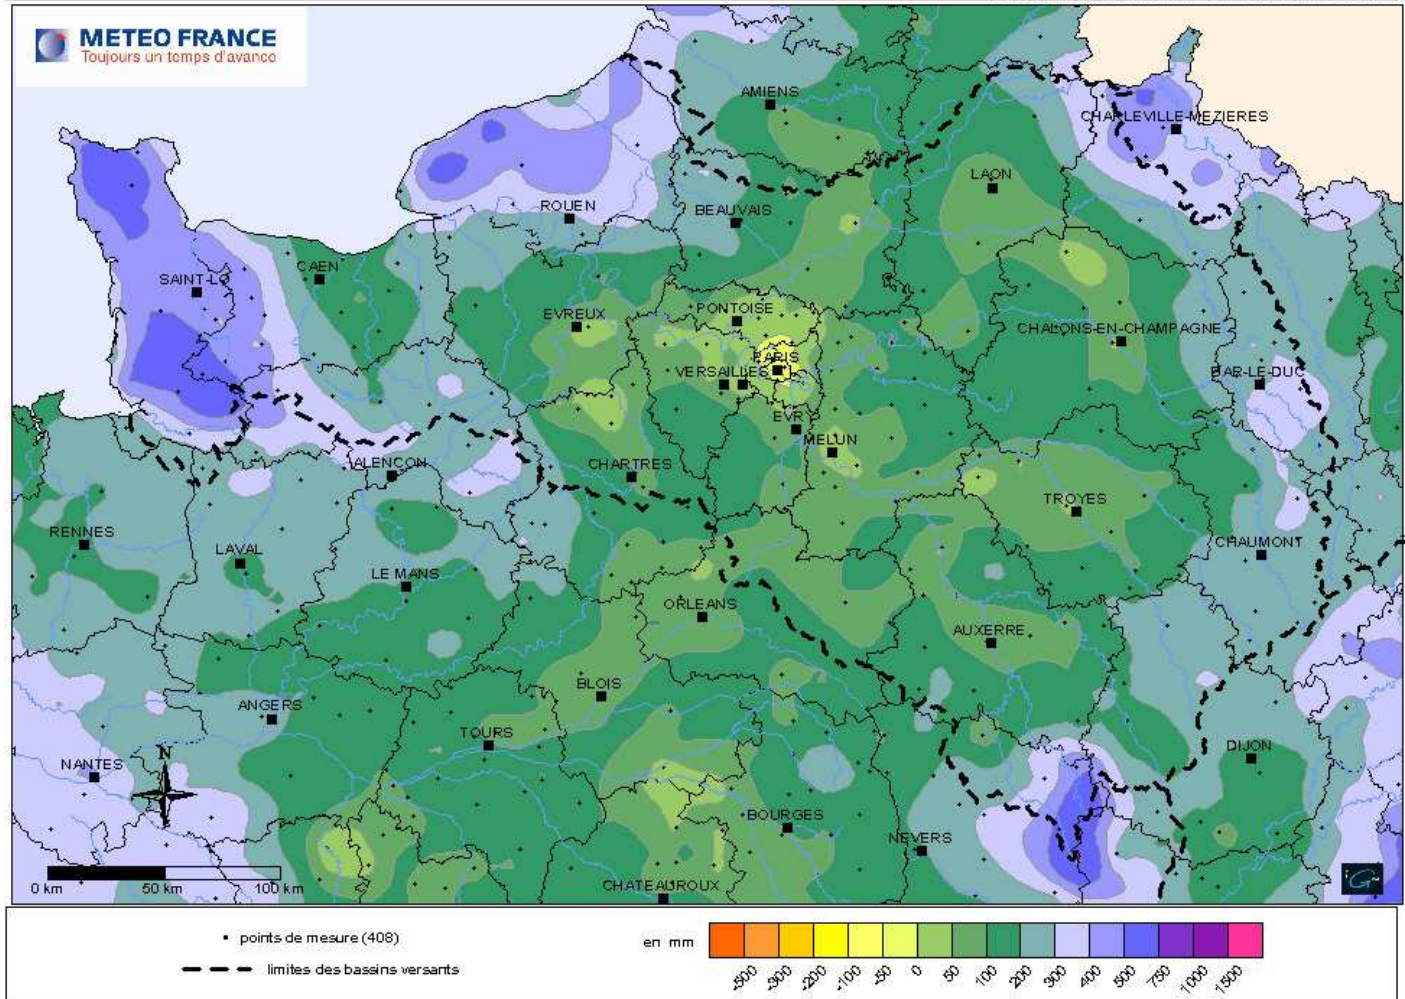 METEO FRANCE
Toujours un temps d'avance
AMIENS
CHARLEVILLE-MEZIERES
LAON
ROUEN
BEAUVAIS
SAINT-LO
CAEN
EVREUX
PONTOISE
CHALONS-EN-CHAMPAGNE
PARIS
VERSAILLES
BAR-LE-DUC
EVRY
MELUN
ALENCON
CHARTRES
TROYES
RENNES
LAVAL
CHAUMONT
LE MANS
ORLEANS
AUXERRE
BLOIS
ANGERS
TOURS
DIJON
N
NANTES
BOURGES
NEVERS
0 km 50 km 100 km
CHATEAUROUX
points de mesure (408)
limites des bassins versants
en mm
-500 -300 -200 -100 -50 0 50 100 200 300 400 500 750 1000 1500